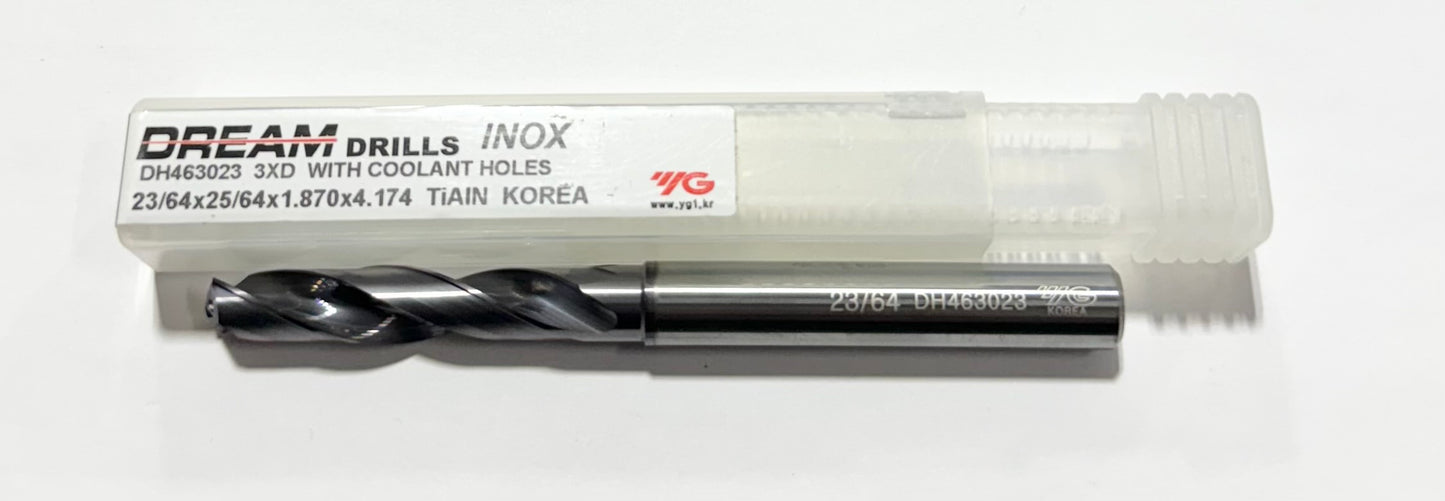 DREAM DRILLS INOX
DH463023 3XD WITH COOLANT HOLES
23/64x25/64x1.870x4.174 TiAIN KOREA
YG
www.yg1.kr
23/64 DH463023 YG
KOREA